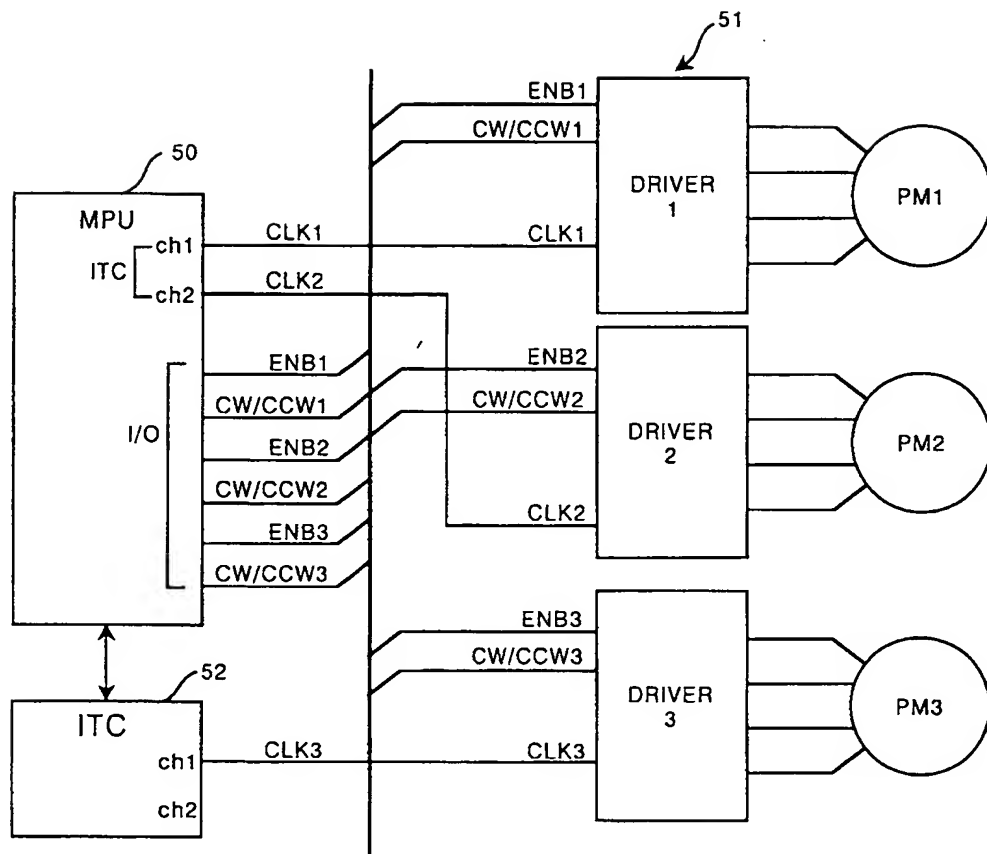 51
ENB1
CW/CCW1
DRIVER
1
PM1
CLK1
50
MPU
ch1
ITC
ch2
CLK1
CLK2
ENB1
CW/CCW1
I/O
ENB2
CW/CCW2
ENB3
CW/CCW3
ENB2
CW/CCW2
DRIVER
2
PM2
CLK2
52
ITC
ch1
ch2
CLK3
ENB3
CW/CCW3
DRIVER
3
PM3
CLK3